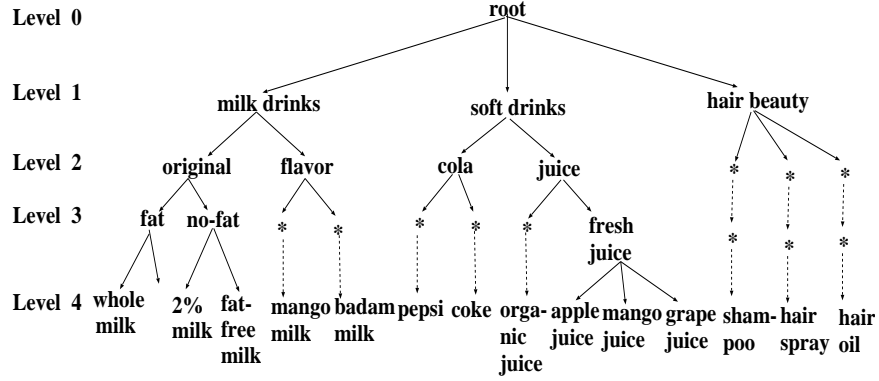 Level 0 root
Level 1 milk drinks soft drinks hair beauty
Level 2 original flavor cola juice * * *
Level 3 fat no-fat * * * * * fresh juice * * *
Level 4 whole milk 2% milk fat-free milk mango milk badam milk pepsi coke orga-nic juice apple juice mango juice grape juice sham-poo hair spray hair oil